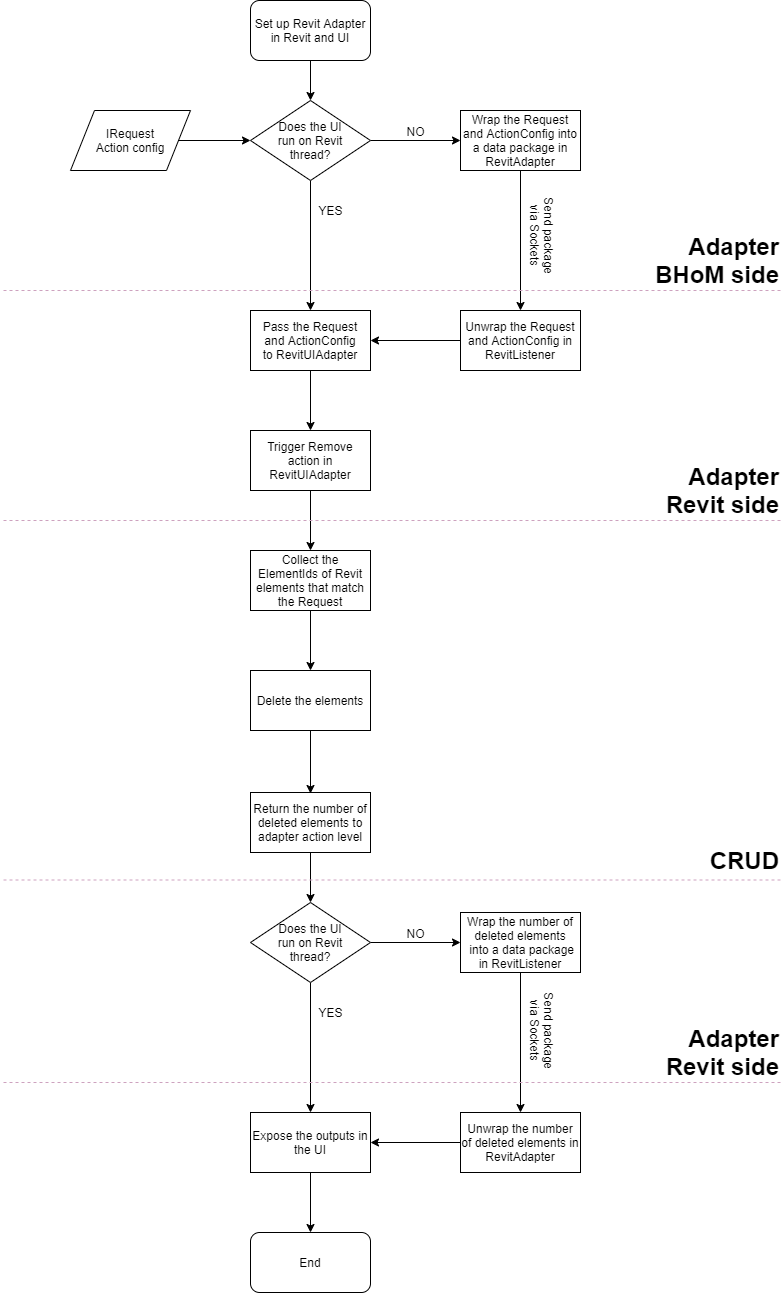 Set up Revit Adapter
in Revit and UI
IRequest
Action config
Does the UI
run on Revit
thread?
NO
Wrap the Request
and ActionConfig into
a data package in
RevitAdapter
YES
Send package
via Sockets
Adapter
BHoM side
Pass the Request
and ActionConfig
to RevitUIAdapter
Unwrap the Request
and ActionConfig in
RevitListener
Trigger Remove
action in
RevitUIAdapter
Adapter
Revit side
Collect the
ElementIds of Revit
elements that match
the Request
Delete the elements
Return the number of
deleted elements to
adapter action level
CRUD
Does the UI
run on Revit
thread?
NO
Wrap the number of
deleted elements
into a data package
in RevitListener
YES
Send package
via Sockets
Adapter
Revit side
Expose the outputs in
the UI
Unwrap the number
of deleted elements in
RevitAdapter
End